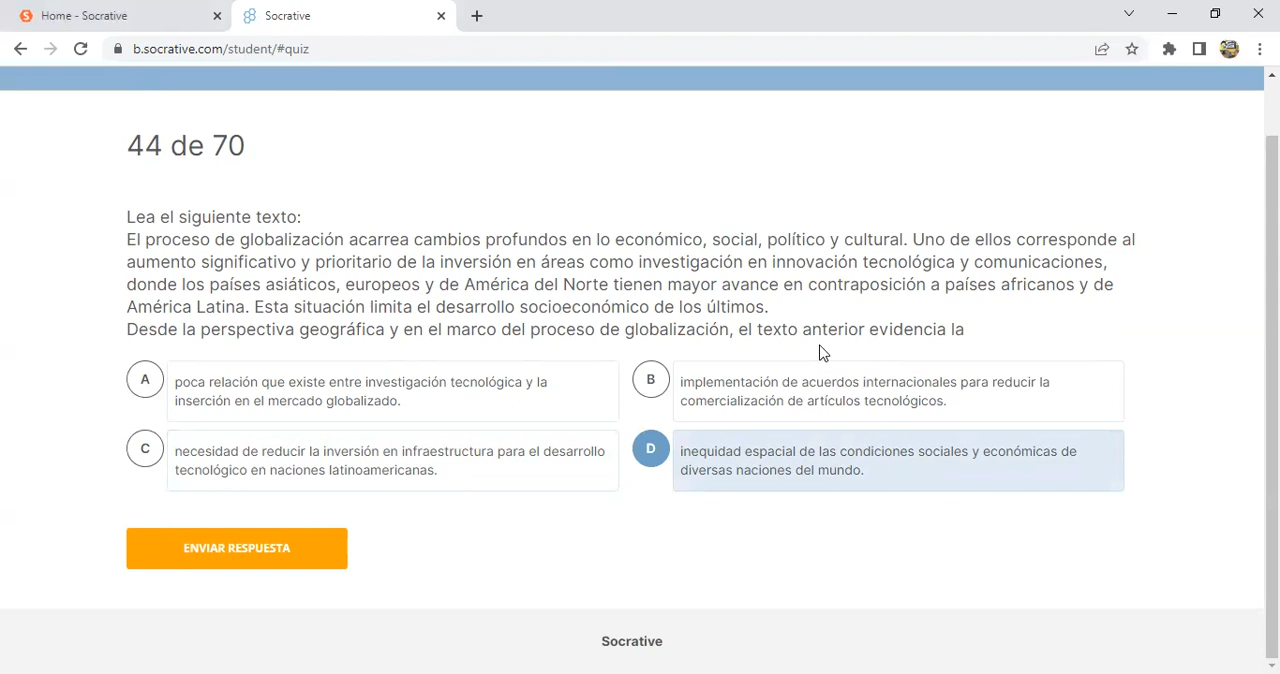 Home - Socrative
Socrative
b.socrative.com/student/#quiz
44 de 70
Lea el siguiente texto:
El proceso de globalización acarrea cambios profundos en lo económico, social, político y cultural. Uno de ellos corresponde al
aumento significativo y prioritario de la inversión en áreas como investigación en innovación tecnológica y comunicaciones,
donde los países asiáticos, europeos y de América del Norte tienen mayor avance en contraposición a países africanos y de
América Latina. Esta situación limita el desarrollo socioeconómico de los últimos.
Desde la perspectiva geográfica y en el marco del proceso de globalización, el texto anterior evidencia la
A
poca relación que existe entre investigación tecnológica y la
inserción en el mercado globalizado.
B
implementación de acuerdos internacionales para reducir la
comercialización de artículos tecnológicos.
C
necesidad de reducir la inversión en infraestructura para el desarrollo
tecnológico en naciones latinoamericanas.
D
inequidad espacial de las condiciones sociales y económicas de
diversas naciones del mundo.
ENVIAR RESPUESTA
Socrative